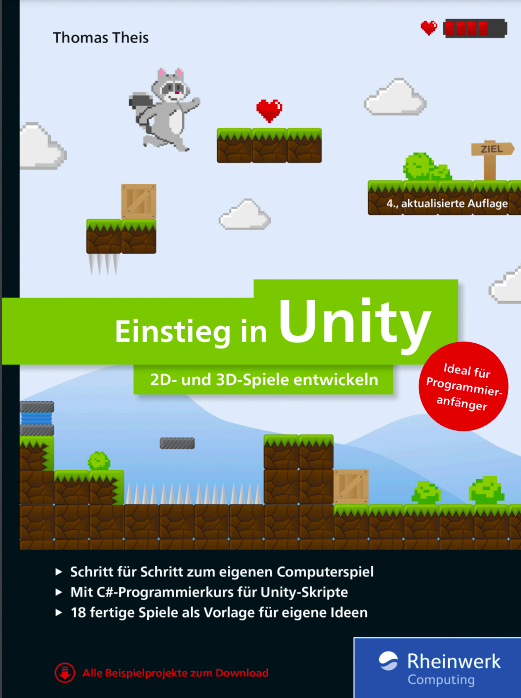 Thomas Theis
ZIEL
4., aktualisierte Auflage
Einstieg in Unity
2D- und 3D-Spiele entwickeln
Ideal für
Programmier-
anfänger
▸ Schritt für Schritt zum eigenen Computerspiel
▸ Mit C#-Programmierkurs für Unity-Skripte
▸ 18 fertige Spiele als Vorlage für eigene Ideen
Alle Beispielprojekte zum Download
Rheinwerk
Computing